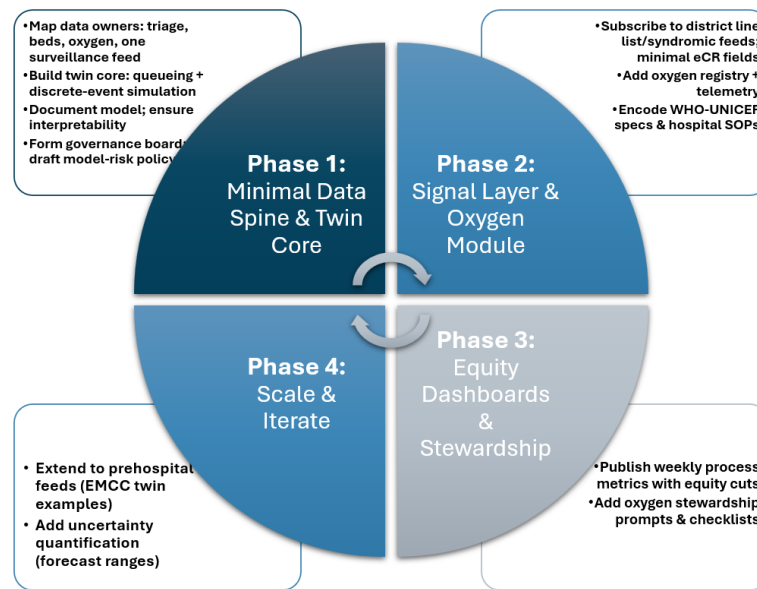 •Map data owners: triage,
beds, oxygen, one
surveillance feed
•Build twin core: queueing +
discrete-event simulation
•Document model; ensure
interpretability
•Form governance board;
draft model-risk policy
•Subscribe to district line
list/syndromic feeds;
minimal eCR fields
•Add oxygen registry +
telemetry
•Encode WHO-UNICEF
specs & hospital SOPs
Phase 1:
Minimal Data
Spine & Twin
Core
Phase 2:
Signal Layer &
Oxygen
Module
Phase 4:
Scale &
Iterate
Phase 3:
Equity
Dashboards
&
Stewardship
• Extend to prehospital
feeds (EMCC twin
examples)
• Add uncertainty
quantification
(forecast ranges)
•Publish weekly process
metrics with equity cuts
•Add oxygen stewardship
prompts & checklists